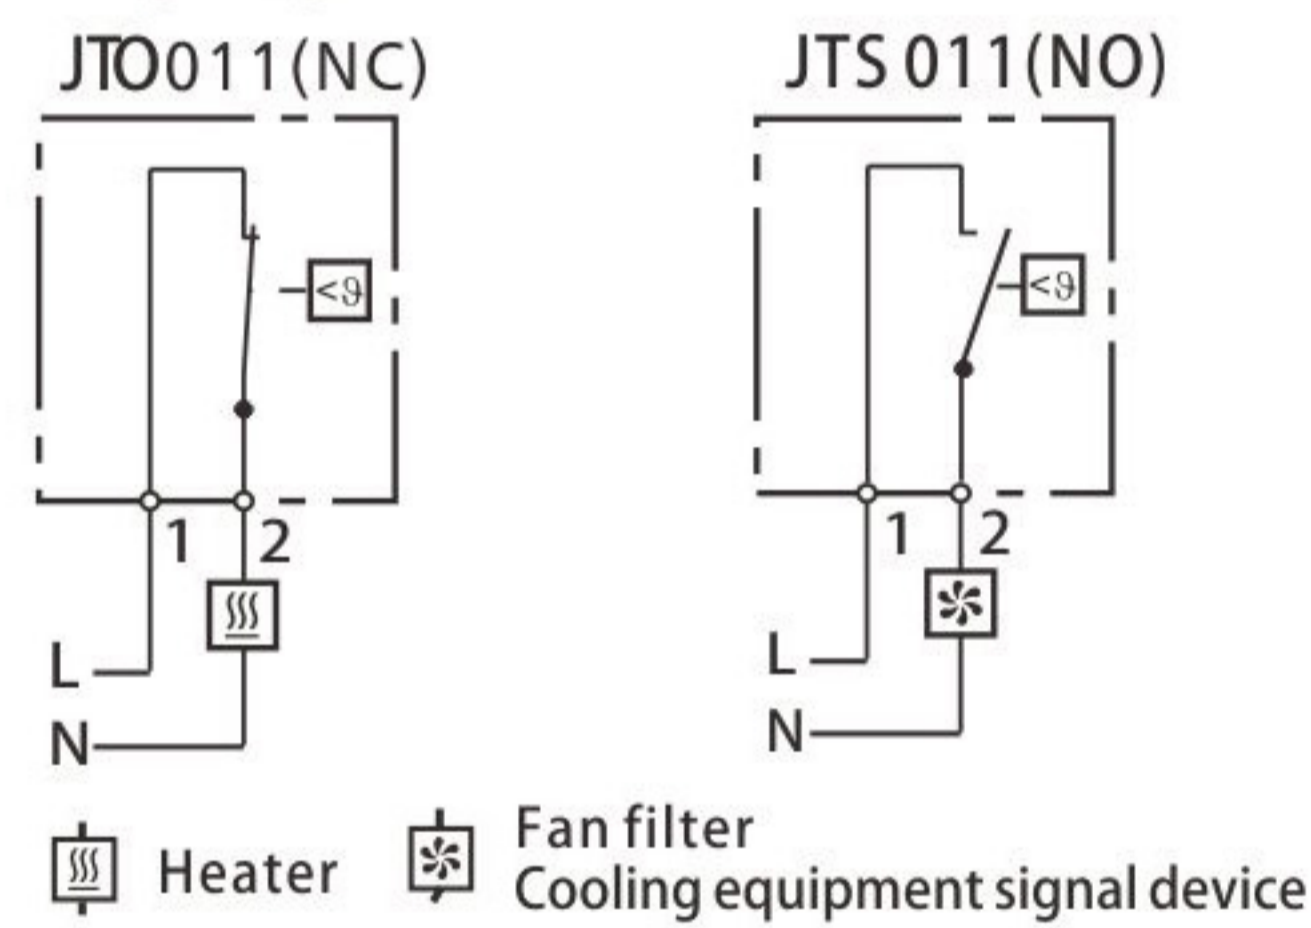 JTO011(NC)
JTS 011(NO)
<ϑ
<ϑ
1 2
1 2
L
N
L
N
Heater
Fan filter
Cooling equipment signal device